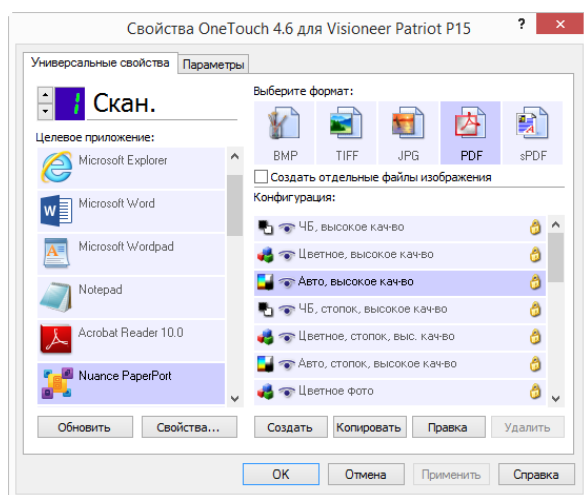 Свойства OneTouch 4.6 для Visioneer Patriot P15
? ×
Универсальные свойства
Параметры
1 Скан.
Целевое приложение:
Microsoft Explorer
Microsoft Word
Microsoft Wordpad
Notepad
Acrobat Reader 10.0
Nuance PaperPort
Обновить
Свойства...
Выберите формат:
BMP TIFF JPG PDF sPDF
Создать отдельные файлы изображения
Конфигурация:
ЧБ, высокое кач-во
Цветное, высокое кач-во
Авто, высокое кач-во
ЧБ, стопок, высокое кач-во
Цветное, стопок, выс. кач-во
Авто, стопок, высокое кач-во
Цветное фото
Создать
Копировать
Правка
Удалить
OK
Отмена
Применить
Справка